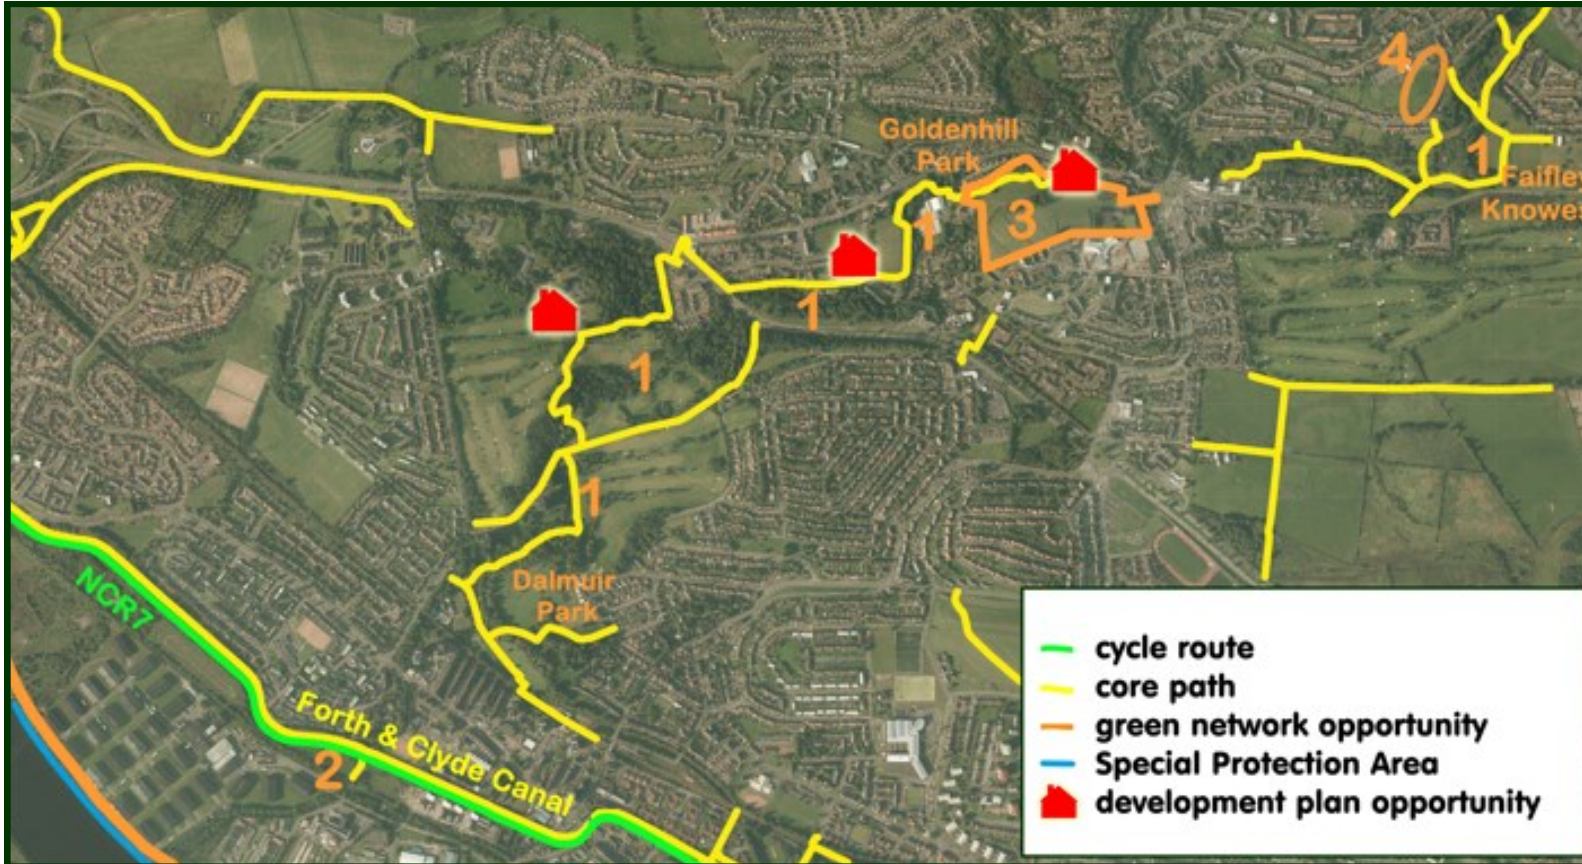 4
Goldenhill
Park
1
Faifley
Knowes
3
1
1
1
1
Dalmuir
Park
NCR7
Forth & Clyde Canal
2
cycle route
core path
green network opportunity
Special Protection Area
development plan opportunity